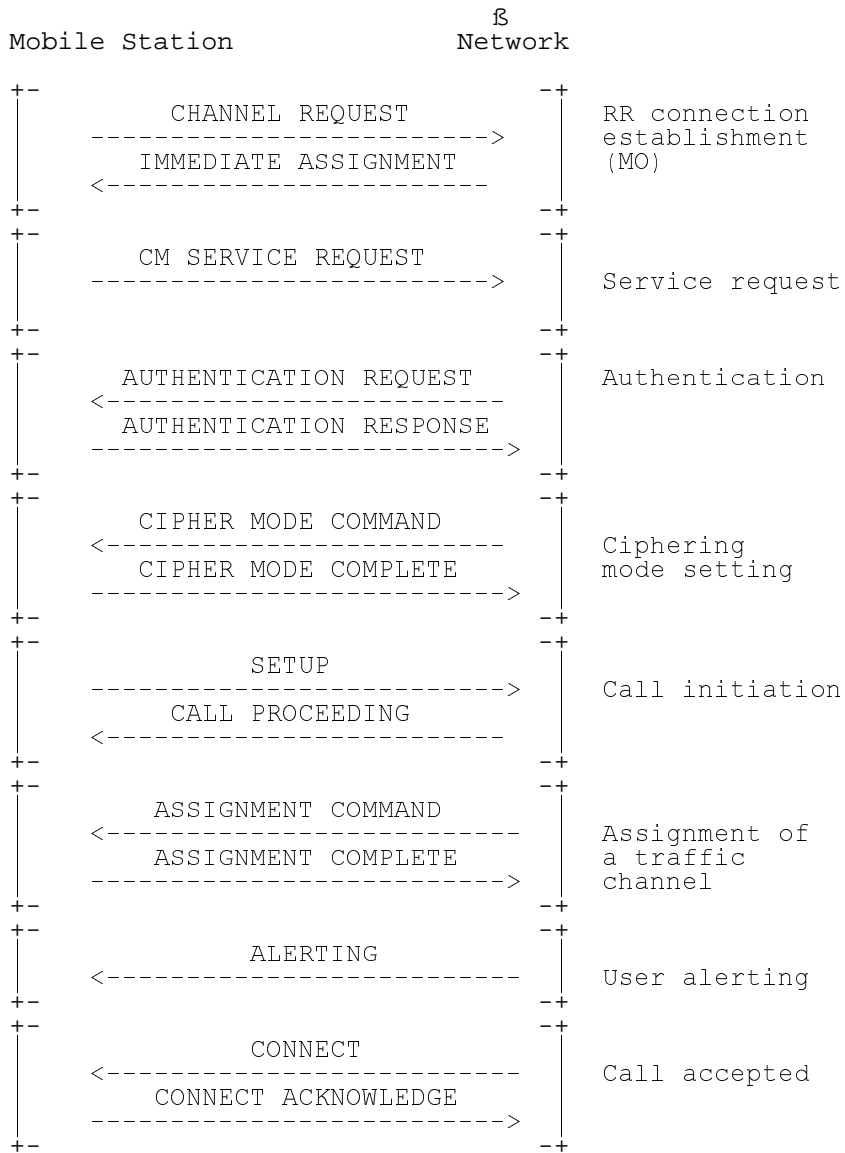 ß
Mobile Station Network
CHANNEL REQUEST RR connection
establishment
IMMEDIATE ASSIGNMENT (MO)
CM SERVICE REQUEST
Service request
AUTHENTICATION REQUEST Authentication
AUTHENTICATION RESPONSE
CIPHER MODE COMMAND
Ciphering
CIPHER MODE COMPLETE mode setting
SETUP
Call initiation
CALL PROCEEDING
ASSIGNMENT COMMAND
Assignment of
ASSIGNMENT COMPLETE a traffic
channel
ALERTING
User alerting
CONNECT
Call accepted
CONNECT ACKNOWLEDGE